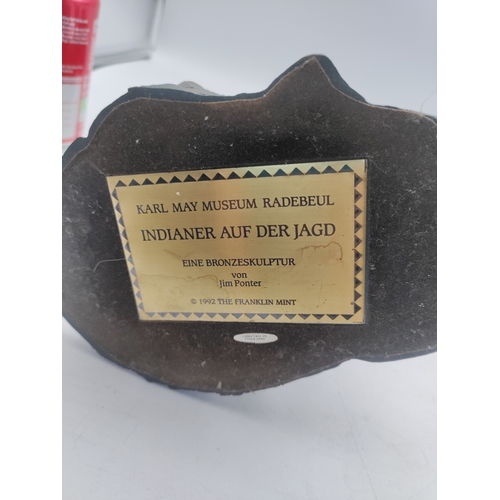 KARL MAY MUSEUM RADEBEUL
INDIANER AUF DER JAGD
EINE BRONZESKULPTUR
von
Jim Ponter
© 1992 THE FRANKLIN MINT